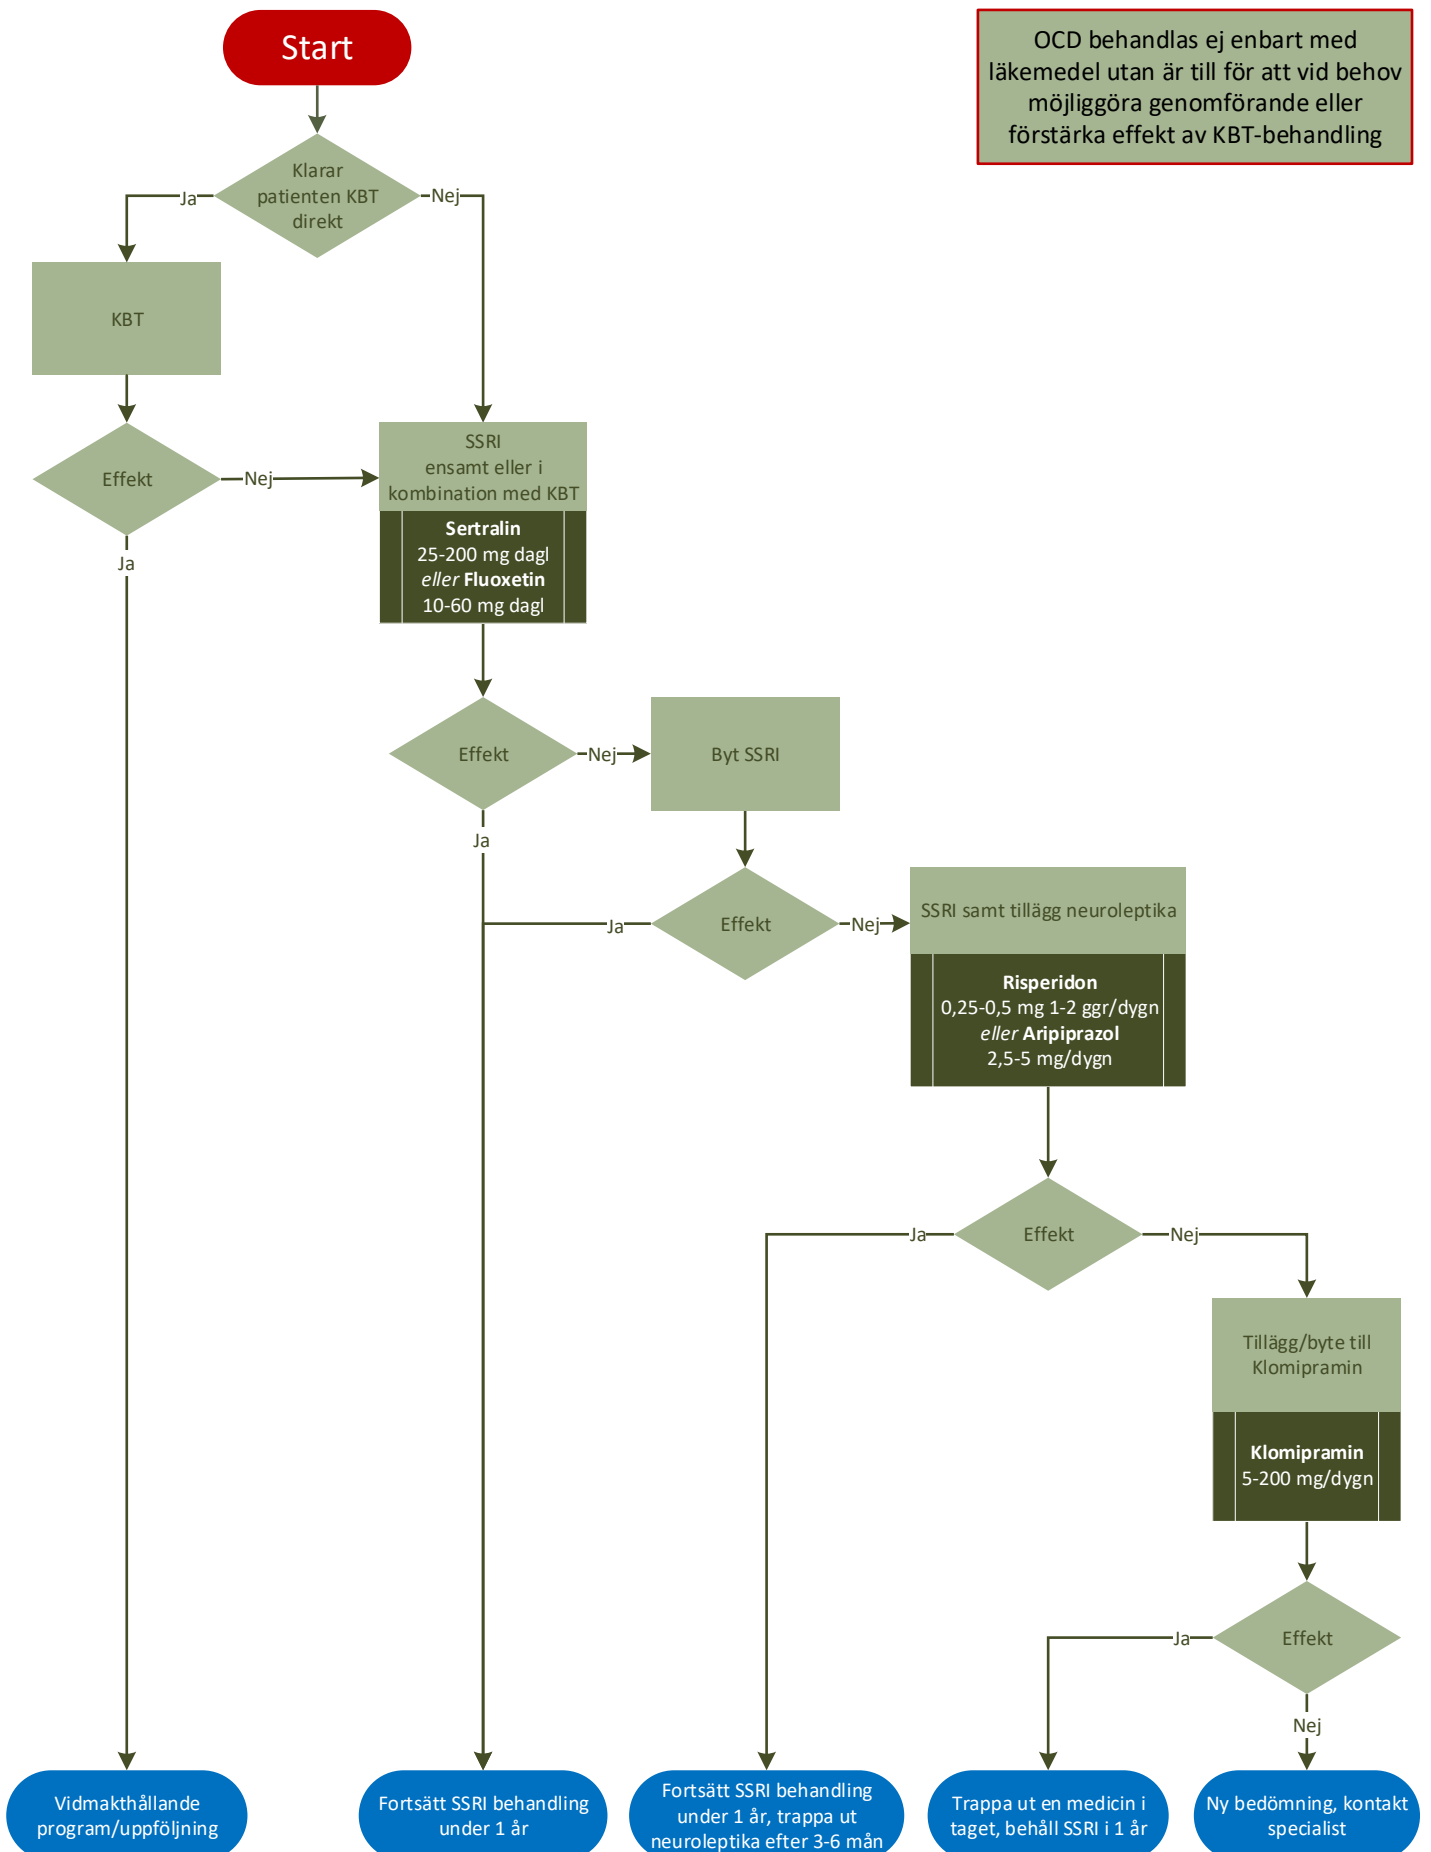 Start
OCD behandlas ej enbart med
läkemedel utan är till för att vid behov
möjliggöra genomförande eller
förstärka effekt av KBT-behandling
Klarar
patienten KBT
direkt
Ja
Nej
KBT
Effekt
Nej
Ja
SSRI
ensamt eller i
kombination med KBT
Sertralin
25-200 mg dagl
eller Fluoxetin
10-60 mg dagl
Effekt
Nej
Ja
Byt SSRI
Effekt
Ja
Nej
SSRI samt tillägg neuroleptika
Risperidon
0,25-0,5 mg 1-2 ggr/dygn
eller Aripiprazol
2,5-5 mg/dygn
Effekt
Ja
Nej
Tillägg/byte till
Klomipramin
Klomipramin
5-200 mg/dygn
Effekt
Ja
Nej
Vidmakthållande
program/uppföljning
Fortsätt SSRI behandling
under 1 år
Fortsätt SSRI behandling
under 1 år, trappa ut
neuroleptika efter 3-6 mån
Trappa ut en medicin i
taget, behåll SSRI i 1 år
Ny bedömning, kontakt
specialist